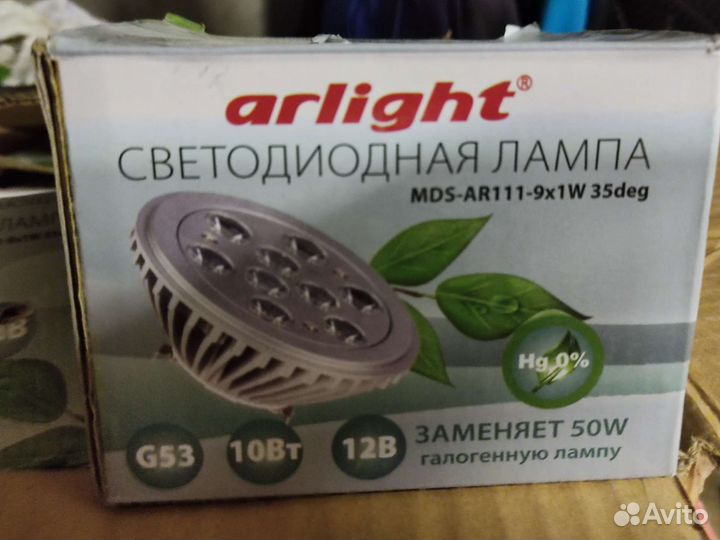 arlight®
СВЕТОДИОДНАЯ ЛАМПА
MDS-AR111-9x1W 35deg
Hg 0%
G53
10Вт
12В
ЗАМЕНЯЕТ 50W
галогенную лампу
Avito